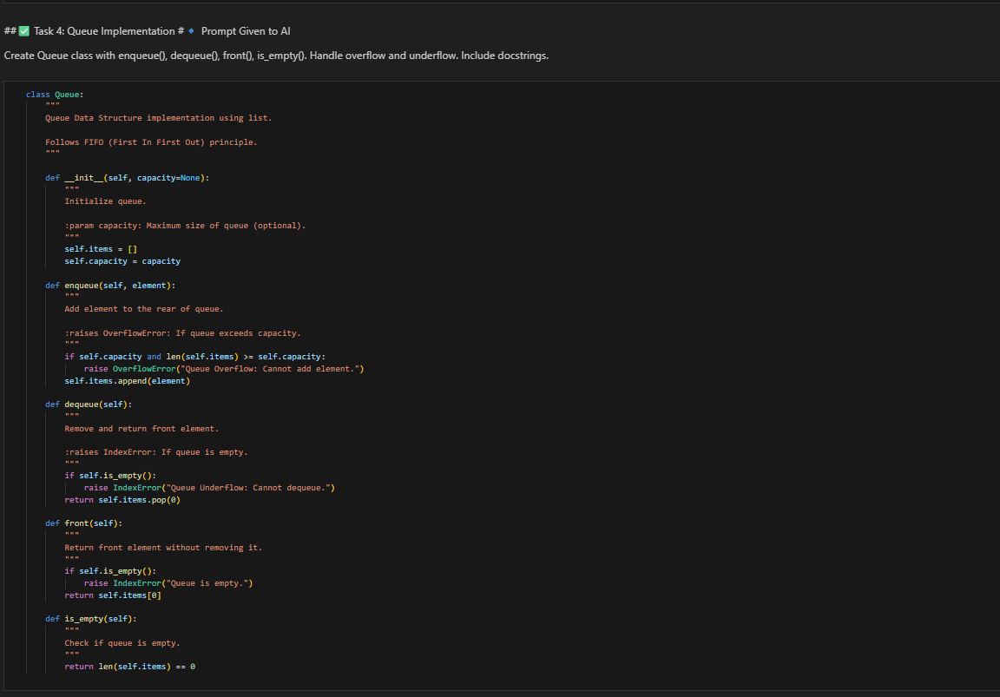 ##✅ Task 4: Queue Implementation #🔹 Prompt Given to AI
Create Queue class with enqueue(), dequeue(), front(), is_empty(). Handle overflow and underflow. Include docstrings.
class Queue:
    """
    Queue Data Structure implementation using list.

    Follows FIFO (First In First Out) principle.
    """

    def __init__(self, capacity=None):
        """
        Initialize queue.

        :param capacity: Maximum size of queue (optional).
        """
        self.items = []
        self.capacity = capacity

    def enqueue(self, element):
        """
        Add element to the rear of queue.

        :raises OverflowError: If queue exceeds capacity.
        """
        if self.capacity and len(self.items) >= self.capacity:
            raise OverflowError("Queue Overflow: Cannot add element.")
        self.items.append(element)

    def dequeue(self):
        """
        Remove and return front element.

        :raises IndexError: If queue is empty.
        """
        if self.is_empty():
            raise IndexError("Queue Underflow: Cannot dequeue.")
        return self.items.pop(0)

    def front(self):
        """
        Return front element without removing it.
        """
        if self.is_empty():
            raise IndexError("Queue is empty.")
        return self.items[0]

    def is_empty(self):
        """
        Check if queue is empty.
        """
        return len(self.items) == 0